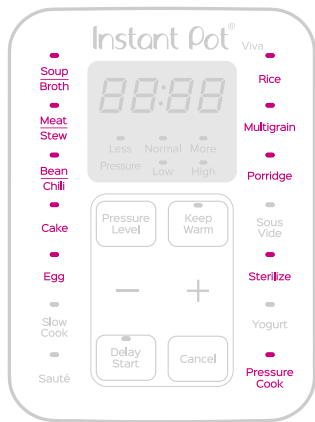 Instant Pot® Viva
Soup
Broth
Meat
Stew
Bean
Chili
Cake
Egg
Slow
Cook
Sauté
88:88
Less Normal More
Pressure Low High
Pressure
Level
Keep
Warm
− +
Delay
Start
Cancel
Rice
Multigrain
Porridge
Sous
Vide
Sterilize
Yogurt
Pressure
Cook